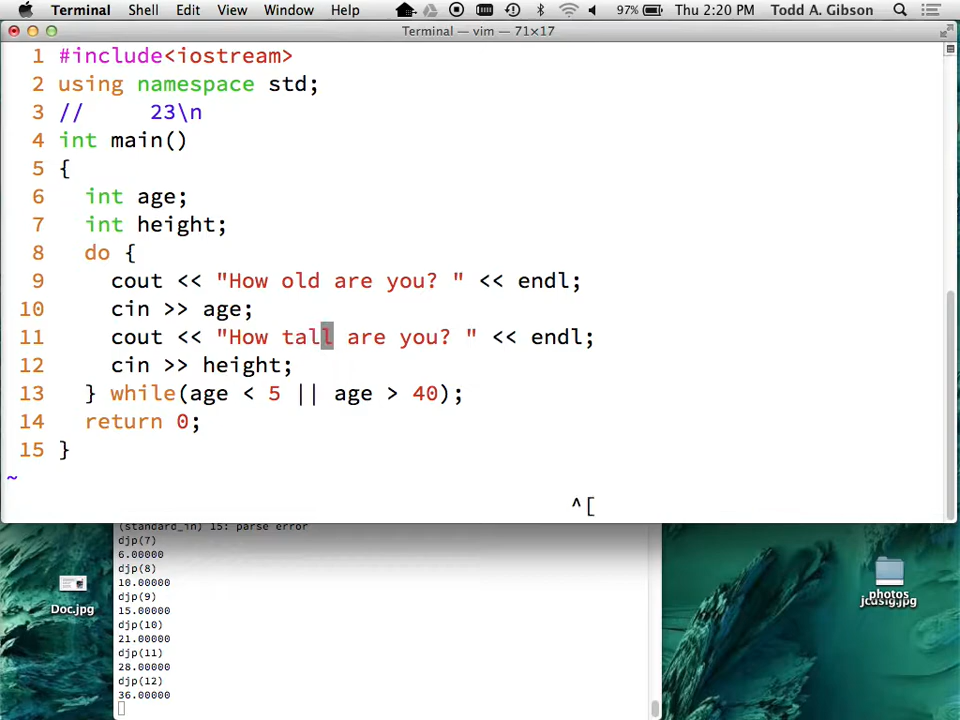 Terminal Shell Edit View Window Help 97% Thu 2:20 PM Todd A. Gibson
Terminal — vim — 71×17
1 #include<iostream>
2 using namespace std;
3 // 23\n
4 int main()
5 {
6 int age;
7 int height;
8 do {
9 cout << "How old are you? " << endl;
10 cin >> age;
11 cout << "How tall are you? " << endl;
12 cin >> height;
13 } while(age < 5 || age > 40);
14 return 0;
15 }
~
^[
(standard_in) 15: parse error
djp(7)
6.00000
djp(8)
10.00000
djp(9)
15.00000
djp(10)
21.00000
djp(11)
28.00000
djp(12)
36.00000
Doc.jpg
photos
jcdsig.jpg